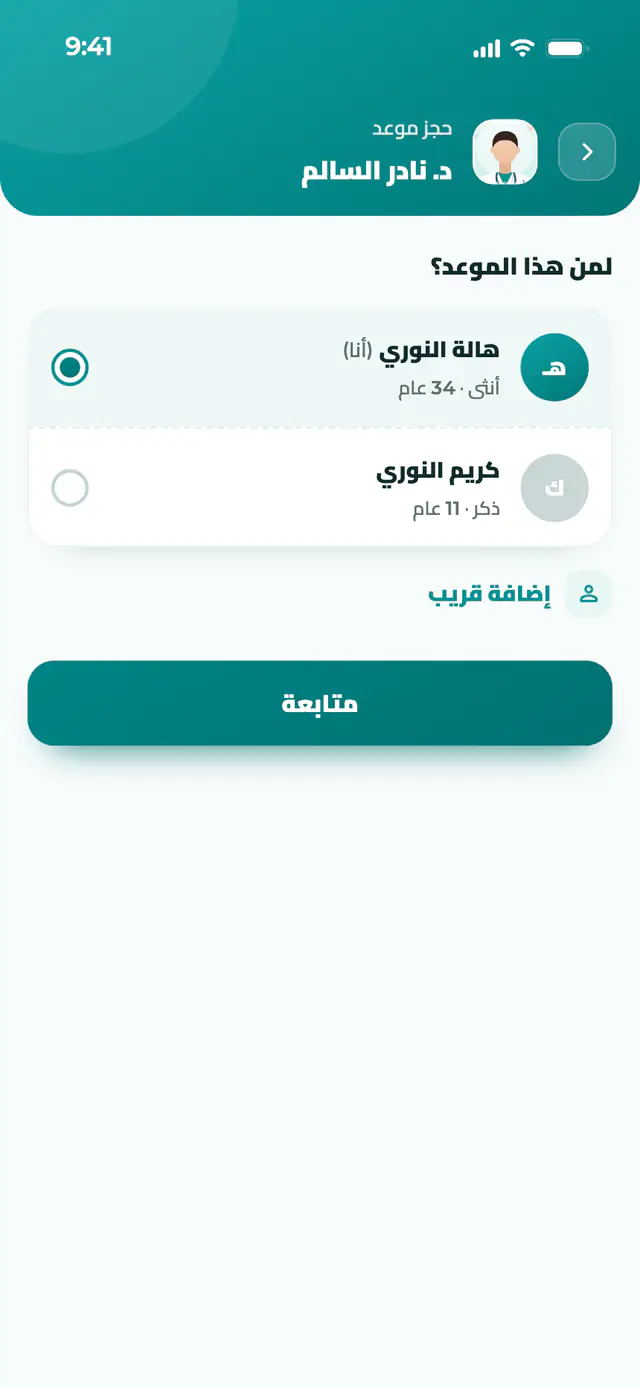 9:41
حجز موعد
د. نادر السالم
لمن هذا الموعد؟
هـ
هالة النوري (أنا)
أنثى · 34 عام
ك
كريم النوري
ذكر · 11 عام
إضافة قريب
متابعة